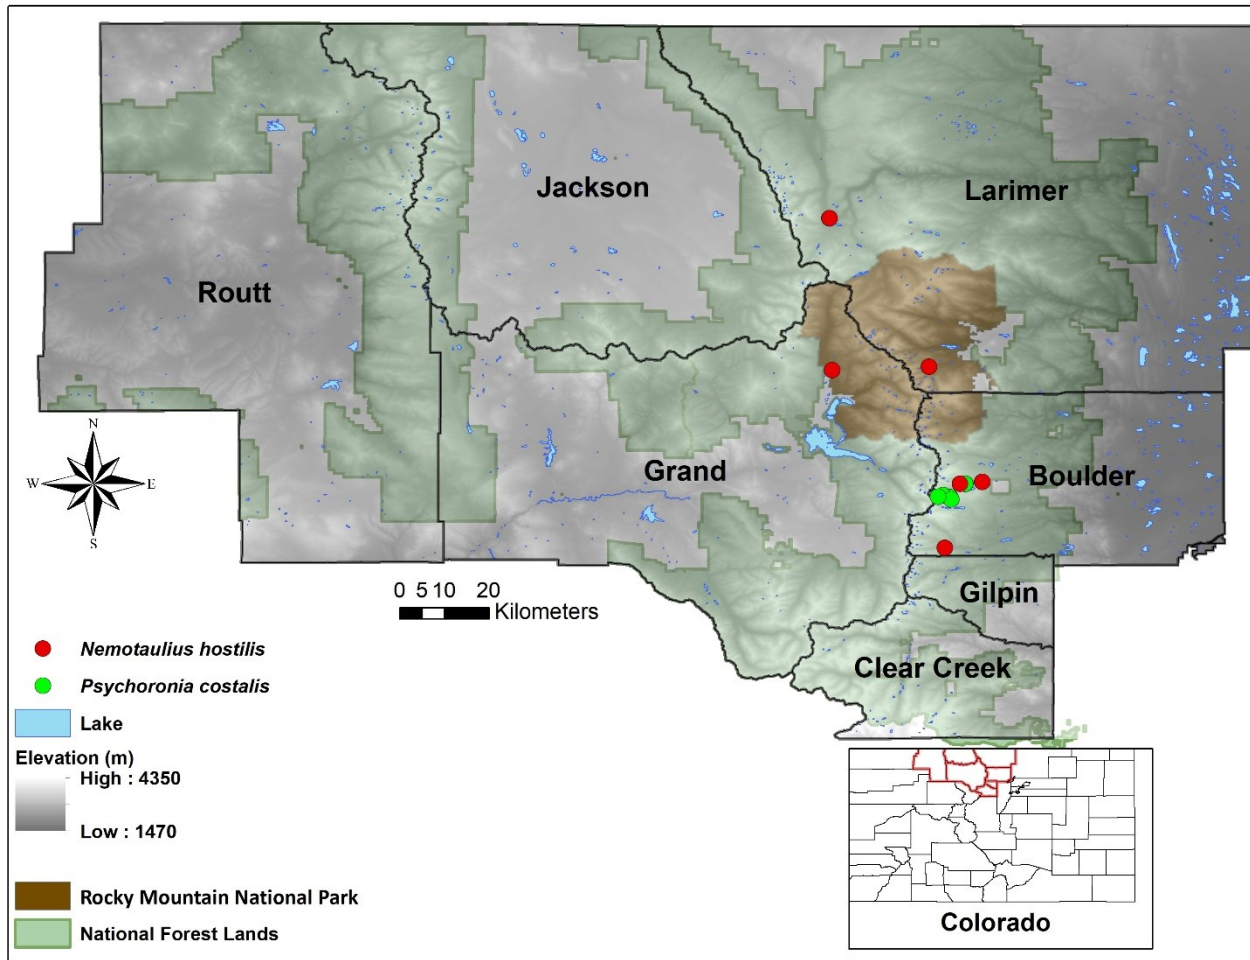 Jackson
Larimer
Routt
N
W
E
S
Grand
Boulder
0 5 10 20
Kilometers
Gilpin
Clear Creek
Nemotaulius hostilis
Psychoronia costalis
Lake
Elevation (m)
High : 4350
Low : 1470
Rocky Mountain National Park
National Forest Lands
Colorado